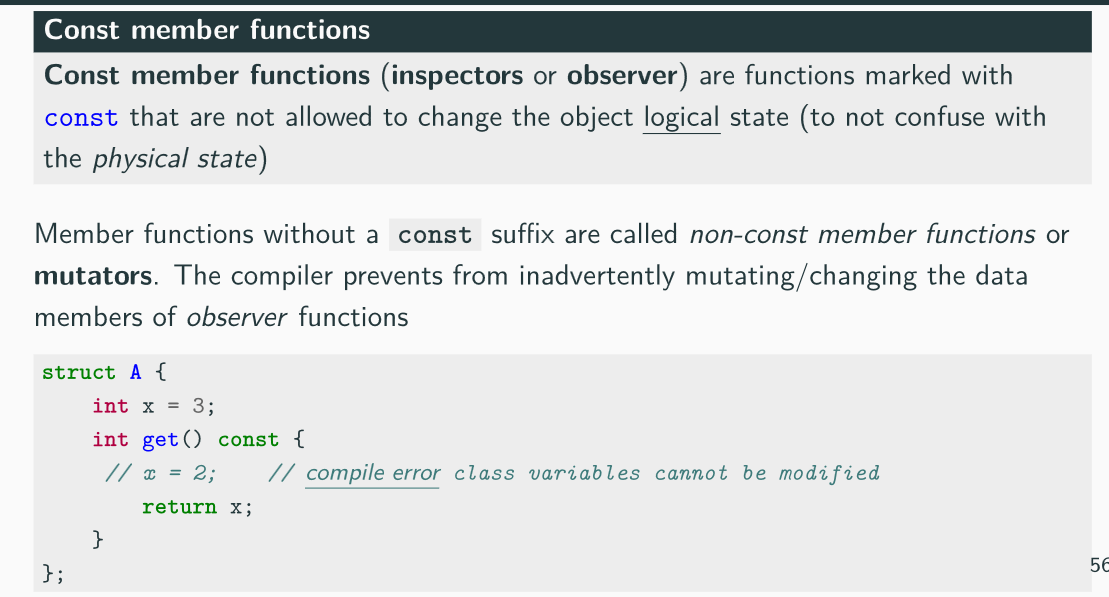 Const member functions
Const member functions (inspectors or observer) are functions marked with
const that are not allowed to change the object logical state (to not confuse with
the physical state)
Member functions without a const suffix are called non-const member functions or
mutators. The compiler prevents from inadvertently mutating/changing the data
members of observer functions
struct A {
    int x = 3;
    int get() const {
     // x = 2;    // compile error class variables cannot be modified
        return x;
    }
};
56